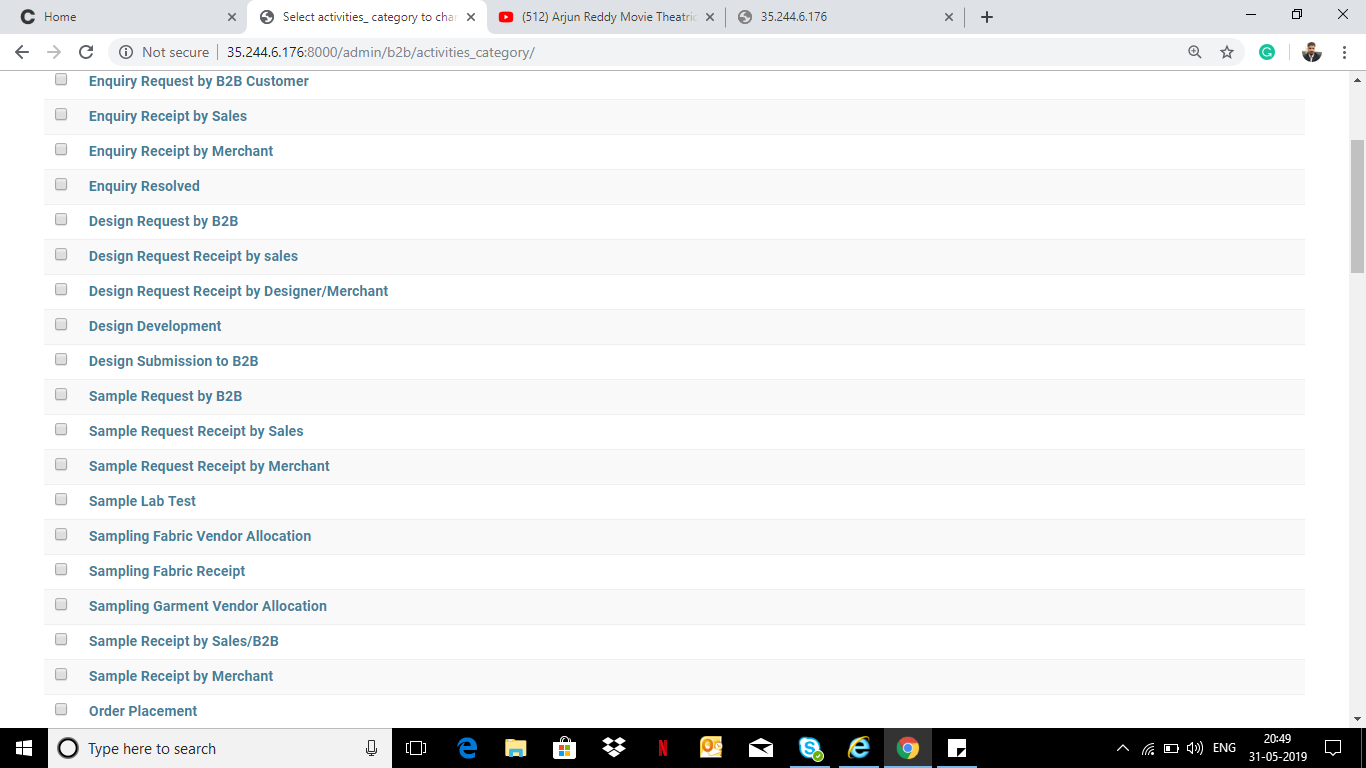 Home
Select activities_ category to char
(512) Arjun Reddy Movie Theatric
35.244.6.176
Not secure
35.244.6.176:8000/admin/b2b/activities_category/
Enquiry Request by B2B Customer
Enquiry Receipt by Sales
Enquiry Receipt by Merchant
Enquiry Resolved
Design Request by B2B
Design Request Receipt by sales
Design Request Receipt by Designer/Merchant
Design Development
Design Submission to B2B
Sample Request by B2B
Sample Request Receipt by Sales
Sample Request Receipt by Merchant
Sample Lab Test
Sampling Fabric Vendor Allocation
Sampling Fabric Receipt
Sampling Garment Vendor Allocation
Sample Receipt by Sales/B2B
Sample Receipt by Merchant
Order Placement
Type here to search
ENG
20:49
31-05-2019